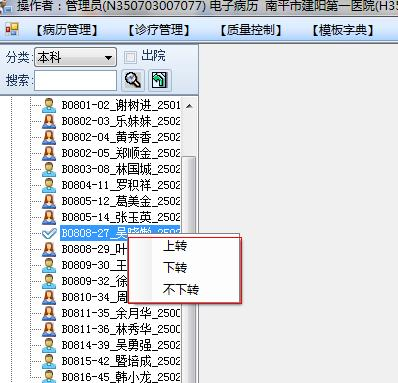 操作者：管理员(N350703007077) 电子病历 南平市建阳第一医院(H35
【病历管理】 【诊疗管理】 【质量控制】 【模板字典】
分类: 本科 出院
搜索:
B0801-02_谢树进_2501
B0802-03_乐妹妹_2502
B0802-04_黄秀香_2502
B0802-05_郑顺金_2502
B0803-08_林国城_2502
B0804-11_罗积祥_2502
B0805-12_葛美金_2502
B0805-14_张玉英_2502
B0808-27_吴晓
上转
B0808-29_叶
下转
B0809-30_王
B0809-32_徐
不下转
B0810-34_周
B0811-35_余月华_2500
B0811-36_林秀华_2500
B0814-39_吴勇强_2502
B0815-42_暨培成_2502
B0816-45_韩小龙_2502